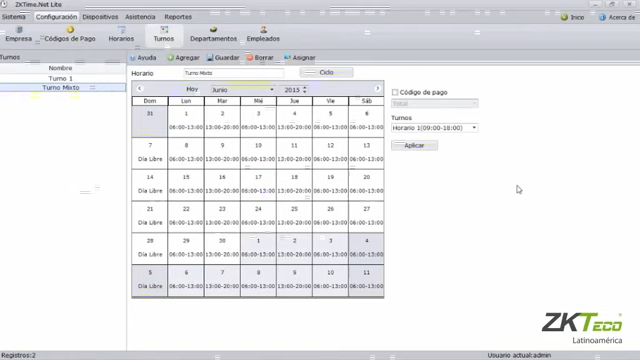 ZKTime.Net Lite
Sistema Configuración Dispositivos Asistencia Reportes
Inicio Acerca de
Empresa Códigos de Pago Horarios Turnos Departamentos Empleados
Turnos
Ayuda Agregar Guardar Borrar Asignar
Nombre
Turno 1
Turno Mixto
Horario Turno Mixto Ciclo
Hoy Junio 2015
Dom Lun Mar Mié Jue Vie Sáb
31 1 2 3 4 5 6
06:00-13:00 13:00-20:00 06:00-13:00 13:00-20:00 06:00-13:00 06:00-13:00
7 8 9 10 11 12 13
Día Libre 06:00-13:00 13:00-20:00 06:00-13:00 13:00-20:00 06:00-13:00 06:00-13:00
14 15 16 17 18 19 20
Día Libre 06:00-13:00 13:00-20:00 06:00-13:00 13:00-20:00 06:00-13:00 06:00-13:00
21 22 23 24 25 26 27
Día Libre 06:00-13:00 13:00-20:00 06:00-13:00 13:00-20:00 06:00-13:00 06:00-13:00
28 29 30 1 2 3 4
Día Libre 06:00-13:00 13:00-20:00 06:00-13:00 13:00-20:00 06:00-13:00 06:00-13:00
5 6 7 8 9 10 11
Día Libre 06:00-13:00 13:00-20:00 06:00-13:00 13:00-20:00 06:00-13:00 06:00-13:00
Código de pago
Total
Turnos
Horario 1(09:00-18:00)
Aplicar
ZKTECO
Latinoamérica
Registros:2
Usuario actual:admin